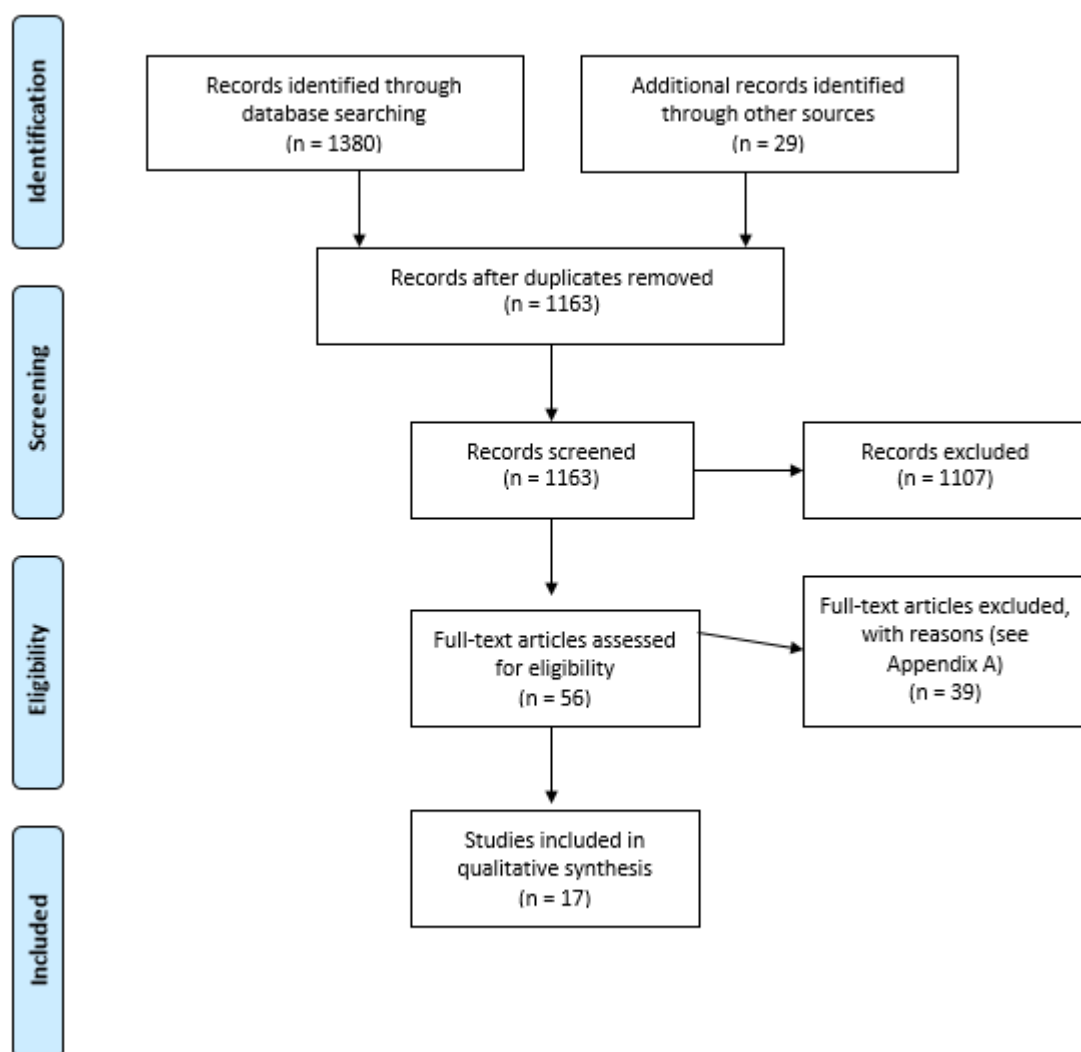 Identification
Records identified through
database searching
(n = 1380)
Additional records identified
through other sources
(n = 29)
Records after duplicates removed
(n = 1163)
Screening
Records screened
(n = 1163)
Records excluded
(n = 1107)
Eligibility
Full-text articles assessed
for eligibility
(n = 56)
Full-text articles excluded,
with reasons (see
Appendix A)
(n = 39)
Included
Studies included in
qualitative synthesis
(n = 17)